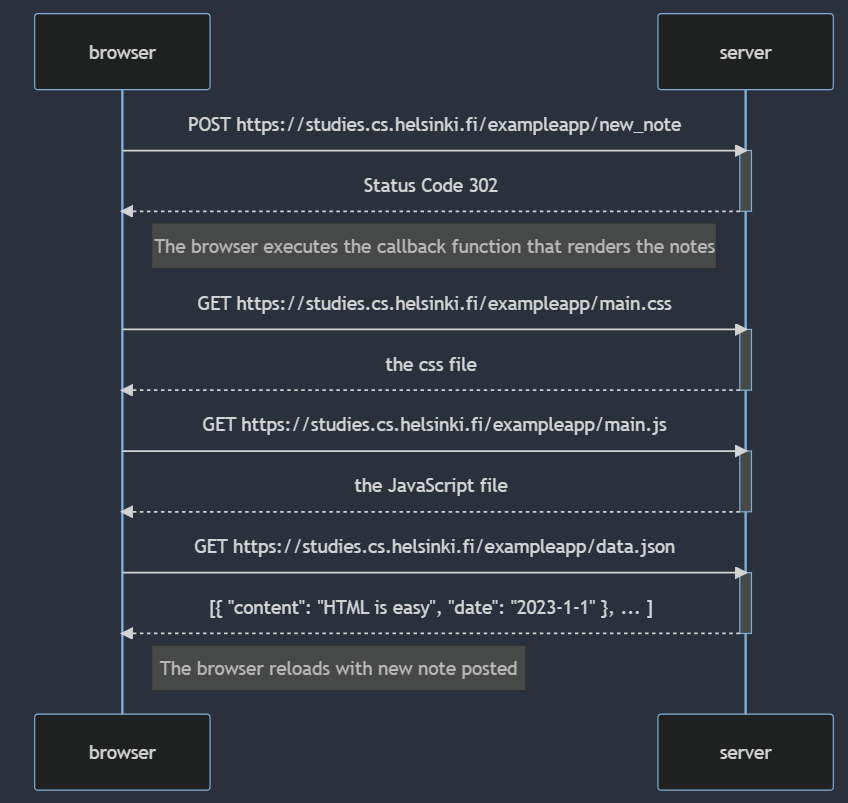 browser server
POST https://studies.cs.helsinki.fi/exampleapp/new_note
Status Code 302
The browser executes the callback function that renders the notes
GET https://studies.cs.helsinki.fi/exampleapp/main.css
the css file
GET https://studies.cs.helsinki.fi/exampleapp/main.js
the JavaScript file
GET https://studies.cs.helsinki.fi/exampleapp/data.json
[{ "content": "HTML is easy", "date": "2023-1-1" }, ... ]
The browser reloads with new note posted
browser server